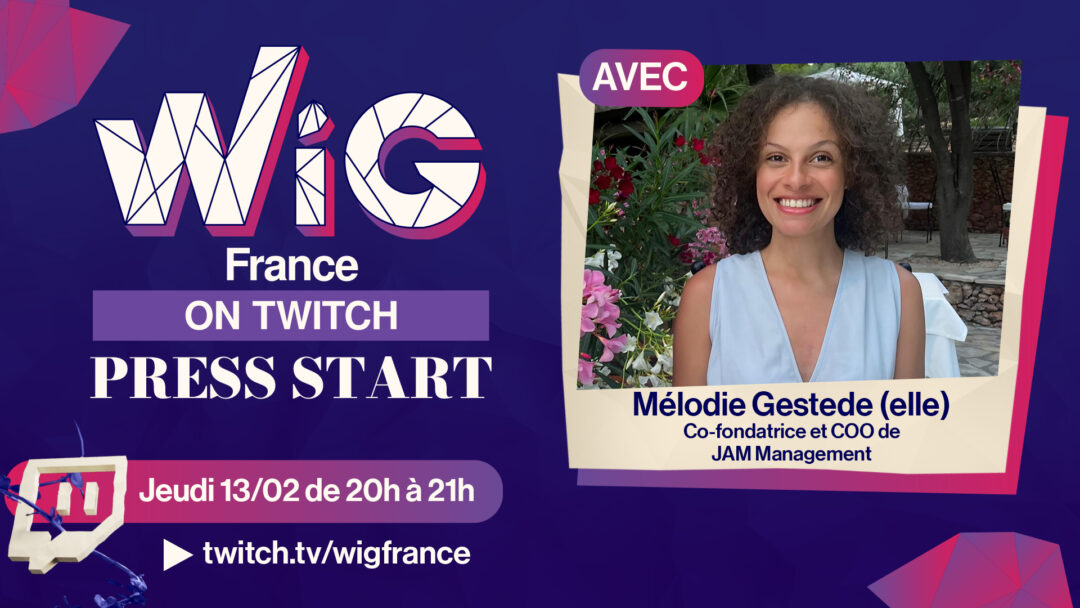 WiG
France
ON TWITCH
PRESS START
Jeudi 13/02 de 20h à 21h
twitch.tv/wigfrance
AVEC
Mélodie Gestede (elle)
Co-fondatrice et COO de
JAM Management